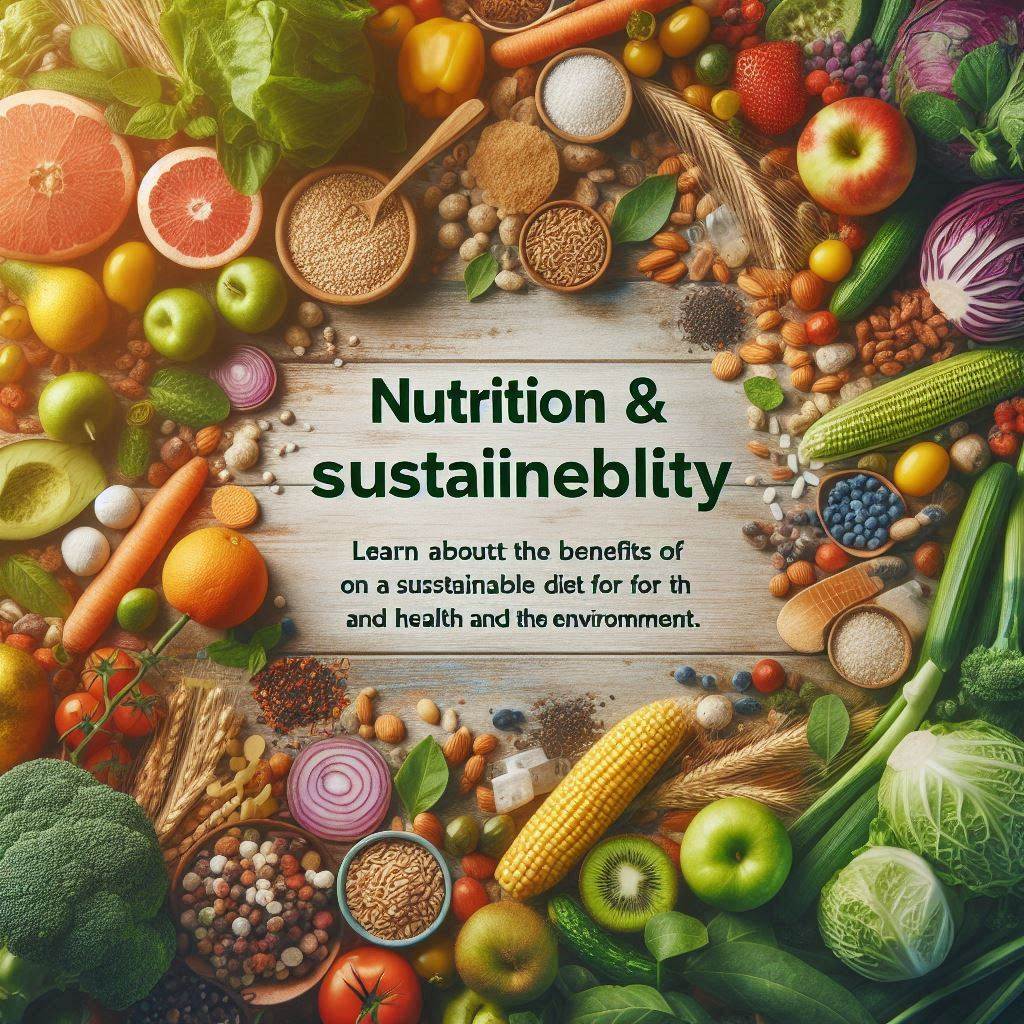 Nutrition &
sustaiineblity
Learn aboutt the benefits of
on a susstainable diet for for th
and health and the enviromment.